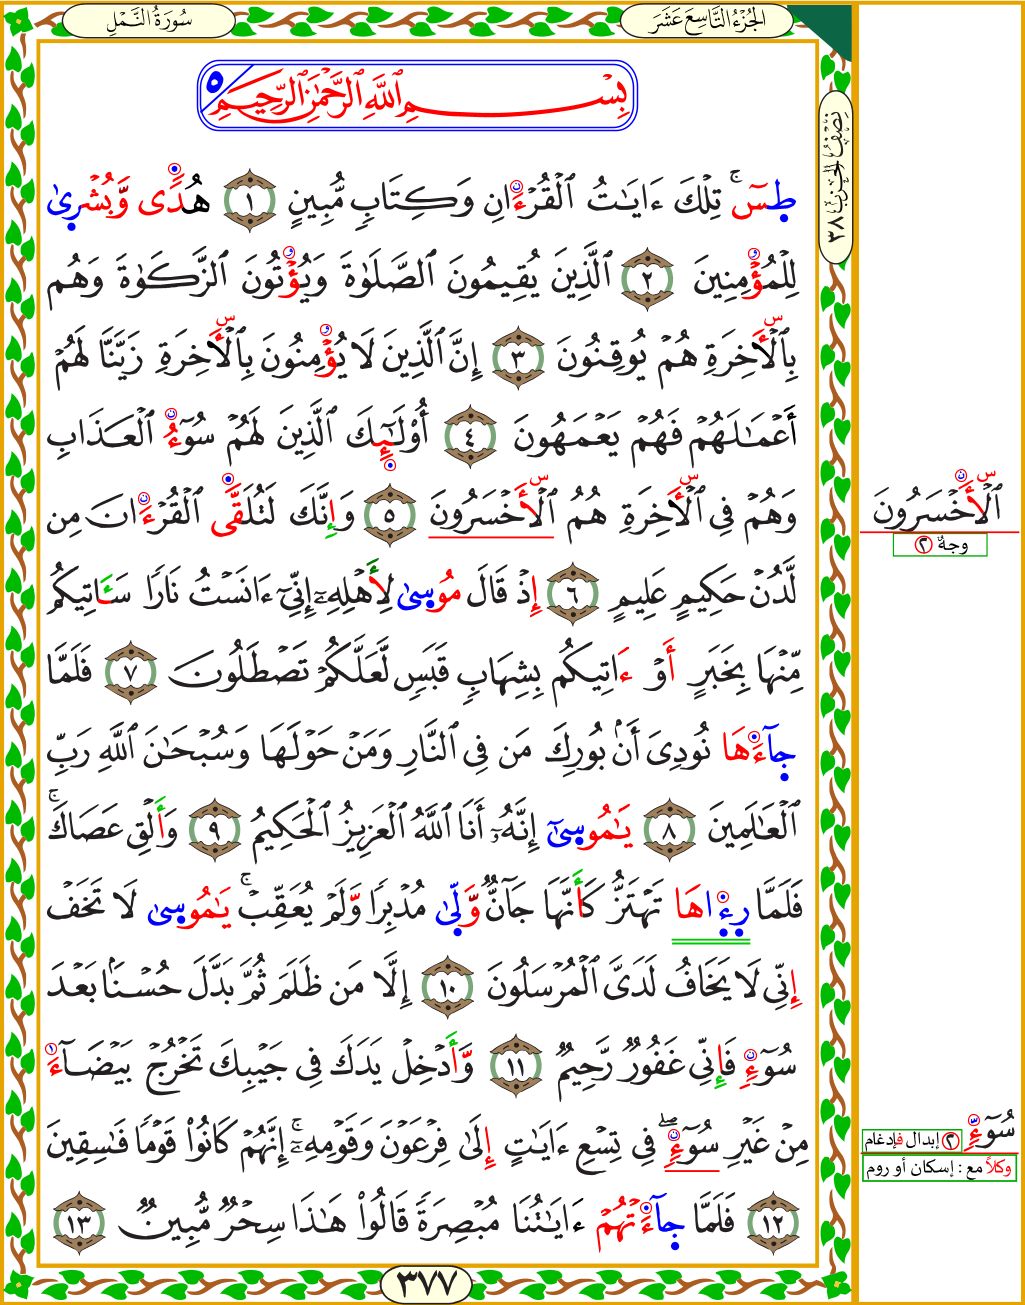 الجُزْءُ التَّاسِعَ عَشَرَ
سُورَةُ النَّمْلِ
نِصْفُ الحِزْبِ ٣٨
بِسْمِ ٱللَّهِ ٱلرَّحْمَٰنِ ٱلرَّحِيمِ ٥
طسٓۚ تِلْكَ ءَايَٰتُ ٱلْقُرْءَانِ وَكِتَابٖ مُّبِينٍ ١ هُدٗى وَبُشْرِىٰ
لِلْمُؤْمِنِينَ ٢ ٱلَّذِينَ يُقِيمُونَ ٱلصَّلَوٰةَ وَيُؤْتُونَ ٱلزَّكَوٰةَ وَهُم
بِٱلْأَخِرَةِ هُمْ يُوقِنُونَ ٣ إِنَّ ٱلَّذِينَ لَا يُؤْمِنُونَ بِٱلْأَخِرَةِ زَيَّنَّا لَهُمْ
أَعْمَٰلَهُمْ فَهُمْ يَعْمَهُونَ ٤ أُوْلَٰٓئِكَ ٱلَّذِينَ لَهُمْ سُوٓءُ ٱلْعَذَابِ
وَهُمْ فِي ٱلْأَخِرَةِ هُمُ ٱلْأَخْسَرُونَ ٥ وَإِنَّكَ لَتُلَقَّى ٱلْقُرْءَانَ مِن
ٱلْأَخْسَرُونَ
وجهٌ ٢
لَّدُنْ حَكِيمٍ عَلِيمٍ ٦ إِذْ قَالَ مُوسِىٰ لِأَهْلِهِۦٓ إِنِّيٓ ءَانَسْتُ نَارٗا سَـَٔاتِيكُم
مِّنْهَا بِخَبَرٍ أَوْ ءَاتِيكُم بِشِهَابٖ قَبَسٖ لَّعَلَّكُمْ تَصْطَلُونَ ٧ فَلَمَّا
جِآءَهَا نُودِيَ أَنۢ بُورِكَ مَن فِي ٱلنَّارِ وَمَنْ حَوْلَهَا وَسُبْحَٰنَ ٱللَّهِ رَبِّ
ٱلْعَٰلَمِينَ ٨ يَٰمُوسِىٰٓ إِنَّهُۥٓ أَنَا ٱللَّهُ ٱلْعَزِيزُ ٱلْحَكِيمُ ٩ وَأَلْقِ عَصَاكَۚ
فَلَمَّا رِءِاهَا تَهْتَزُّ كَأَنَّهَا جَآنّٞ وَلِّىٰ مُدْبِرٗا وَلَمْ يُعَقِّبْۚ يَٰمُوسِىٰ لَا تَخَفْ
إِنِّي لَا يَخَافُ لَدَيَّ ٱلْمُرْسَلُونَ ١٠ إِلَّا مَن ظَلَمَ ثُمَّ بَدَّلَ حُسْنَۢا بَعْدَ
سُوٓءٖ فَإِنِّي غَفُورٞ رَّحِيمٞ ١١ وَأَدْخِلْ يَدَكَ فِي جَيْبِكَ تَخْرُجْ بَيْضَآءَ
مِنْ غَيْرِ سُوٓءٖۖ فِي تِسْعِ ءَايَٰتٍ إِلَىٰ فِرْعَوْنَ وَقَوْمِهِۦٓۚ إِنَّهُمْ كَانُواْ قَوْمٗا فَٰسِقِينَ
سُوٓءٖ ٢ إبدال فإدغام
وكلاً مع : إسكان أو روم
١٢ فَلَمَّا جِآءَتْهُمْ ءَايَٰتُنَا مُبْصِرَةٗ قَالُواْ هَٰذَا سِحْرٞ مُّبِينٞ ١٣
٣٧٧